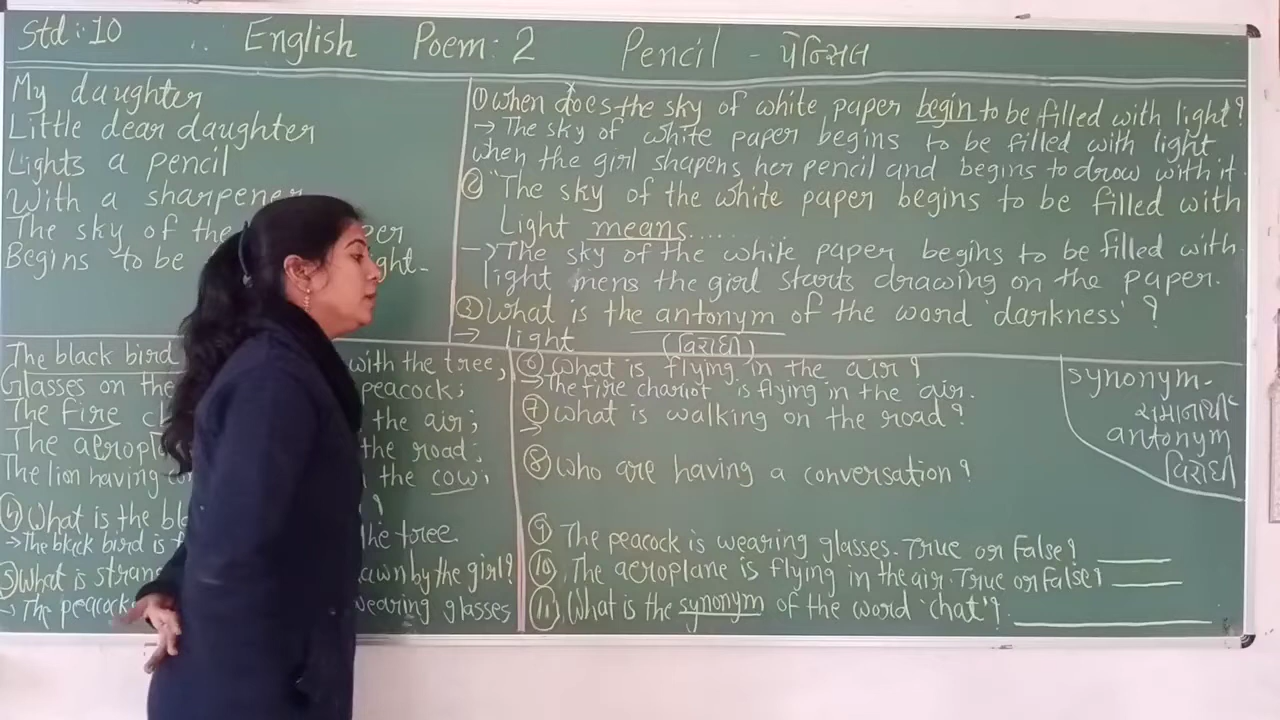 Std: 10 English Poem: 2 Pencil - પેન્સિલ
My daughter
Little dear daughter
Lights a pencil
With a sharpener
The sky of the per
Begins to be ght-
① When does the sky of white paper begin to be filled with light?
→ The sky of white paper begins to be filled with light
when the girl shapens her pencil and begins to drow with it.
② "The sky of the white paper begins to be filled with
Light means.....
→ The sky of the white paper begins to be filled with
light mens the girl starts drawing on the paper.
③ What is the antonym of the word 'darkness' ?
→ light (વિરોધી)
The black bird with the tree,
Glasses on the peacock;
The fire the air;
The aeropla the road;
The lion having the cow;
④ What is the bl ?
→ The black bird is the tree.
⑤ What is strang awn by the girl?
→ The peacock wearing glasses
⑥ What is flying in the air?
→ The fire chariot is flying in the air.
⑦ What is walking on the road?
→
⑧ Who are having a conversation?
⑨ The peacock is wearing glasses. True or False? ____
⑩ The aeroplane is flying in the air. True or false? ____
⑪ What is the synonym of the word 'chat'? ____
synonym-
સમાનાર્થી
antonym
વિરોધી